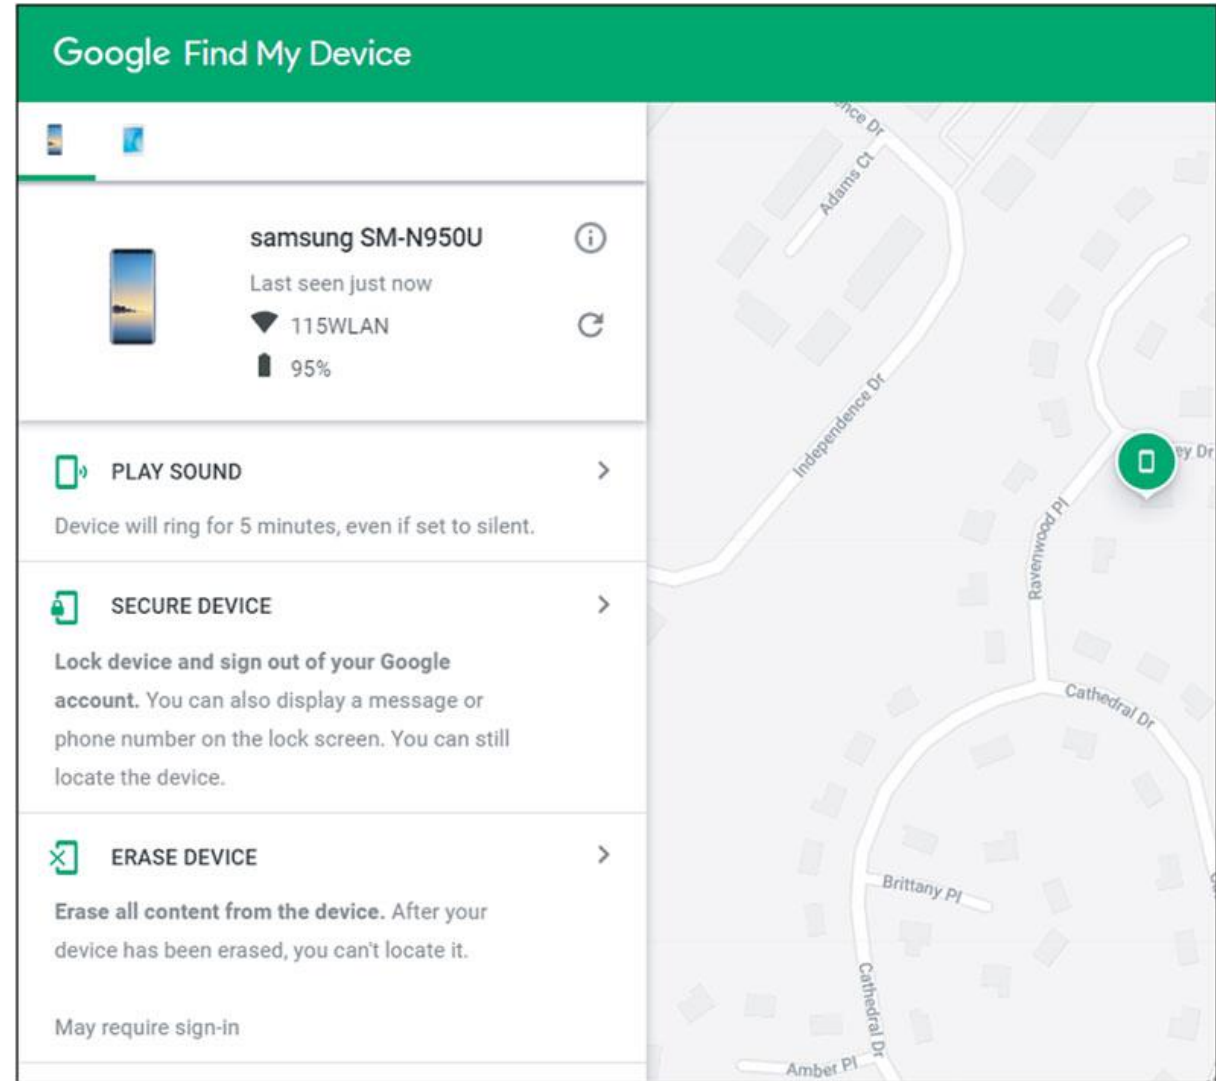 Google Find My Device
samsung SM-N950U
Last seen just now
115WLAN
95%
PLAY SOUND
Device will ring for 5 minutes, even if set to silent.
SECURE DEVICE
Lock device and sign out of your Google
account. You can also display a message or
phone number on the lock screen. You can still
locate the device.
ERASE DEVICE
Erase all content from the device. After your
device has been erased, you can't locate it.
May require sign-in
ence Dr
Adams Ct
Independence Dr
ey Dr
Ravenwood Pl
Cathedral Dr
Brittany Pl
Cathedral Dr
Amber Pl